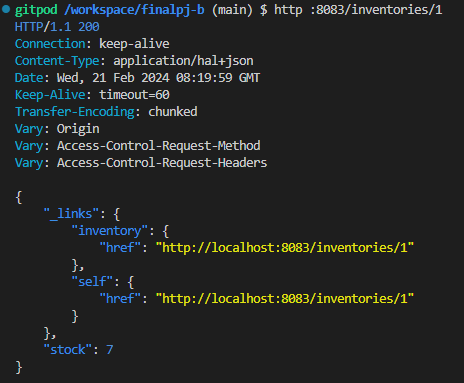 gitpod /workspace/finalpj-b (main) $ http :8083/inventories/1
HTTP/1.1 200
Connection: keep-alive
Content-Type: application/hal+json
Date: Wed, 21 Feb 2024 08:19:59 GMT
Keep-Alive: timeout=60
Transfer-Encoding: chunked
Vary: Origin
Vary: Access-Control-Request-Method
Vary: Access-Control-Request-Headers

{
    "_links": {
        "inventory": {
            "href": "http://localhost:8083/inventories/1"
        },
        "self": {
            "href": "http://localhost:8083/inventories/1"
        }
    },
    "stock": 7
}